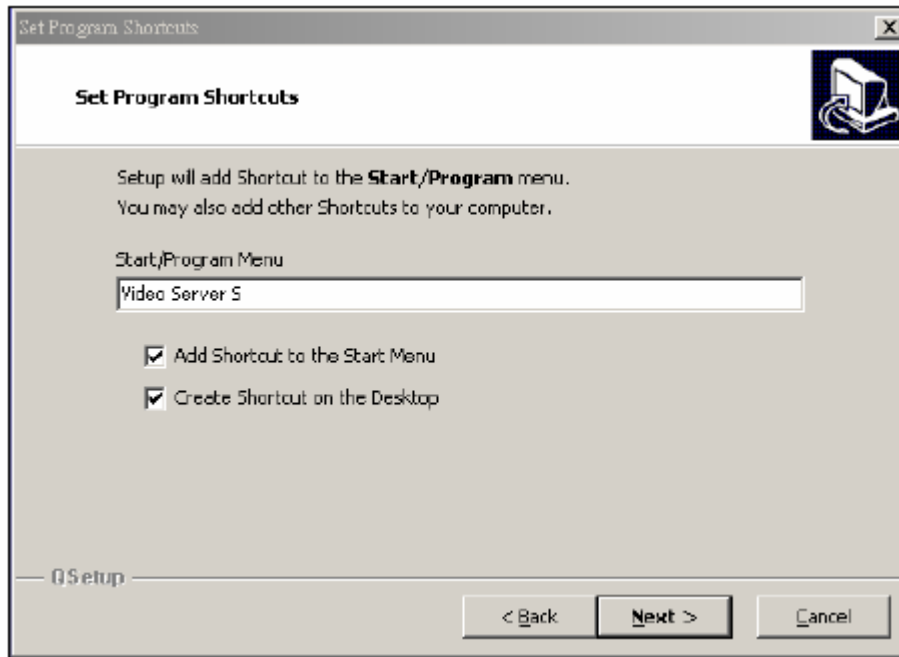 Set Program Shortcuts
Set Program Shortcuts
Setup will add Shortcut to the Start/Program menu.
You may also add other Shortcuts to your computer.
Start/Program Menu
Video Server S
Add Shortcut to the Start Menu
Create Shortcut on the Desktop
QSetup
< Back
Next >
Cancel